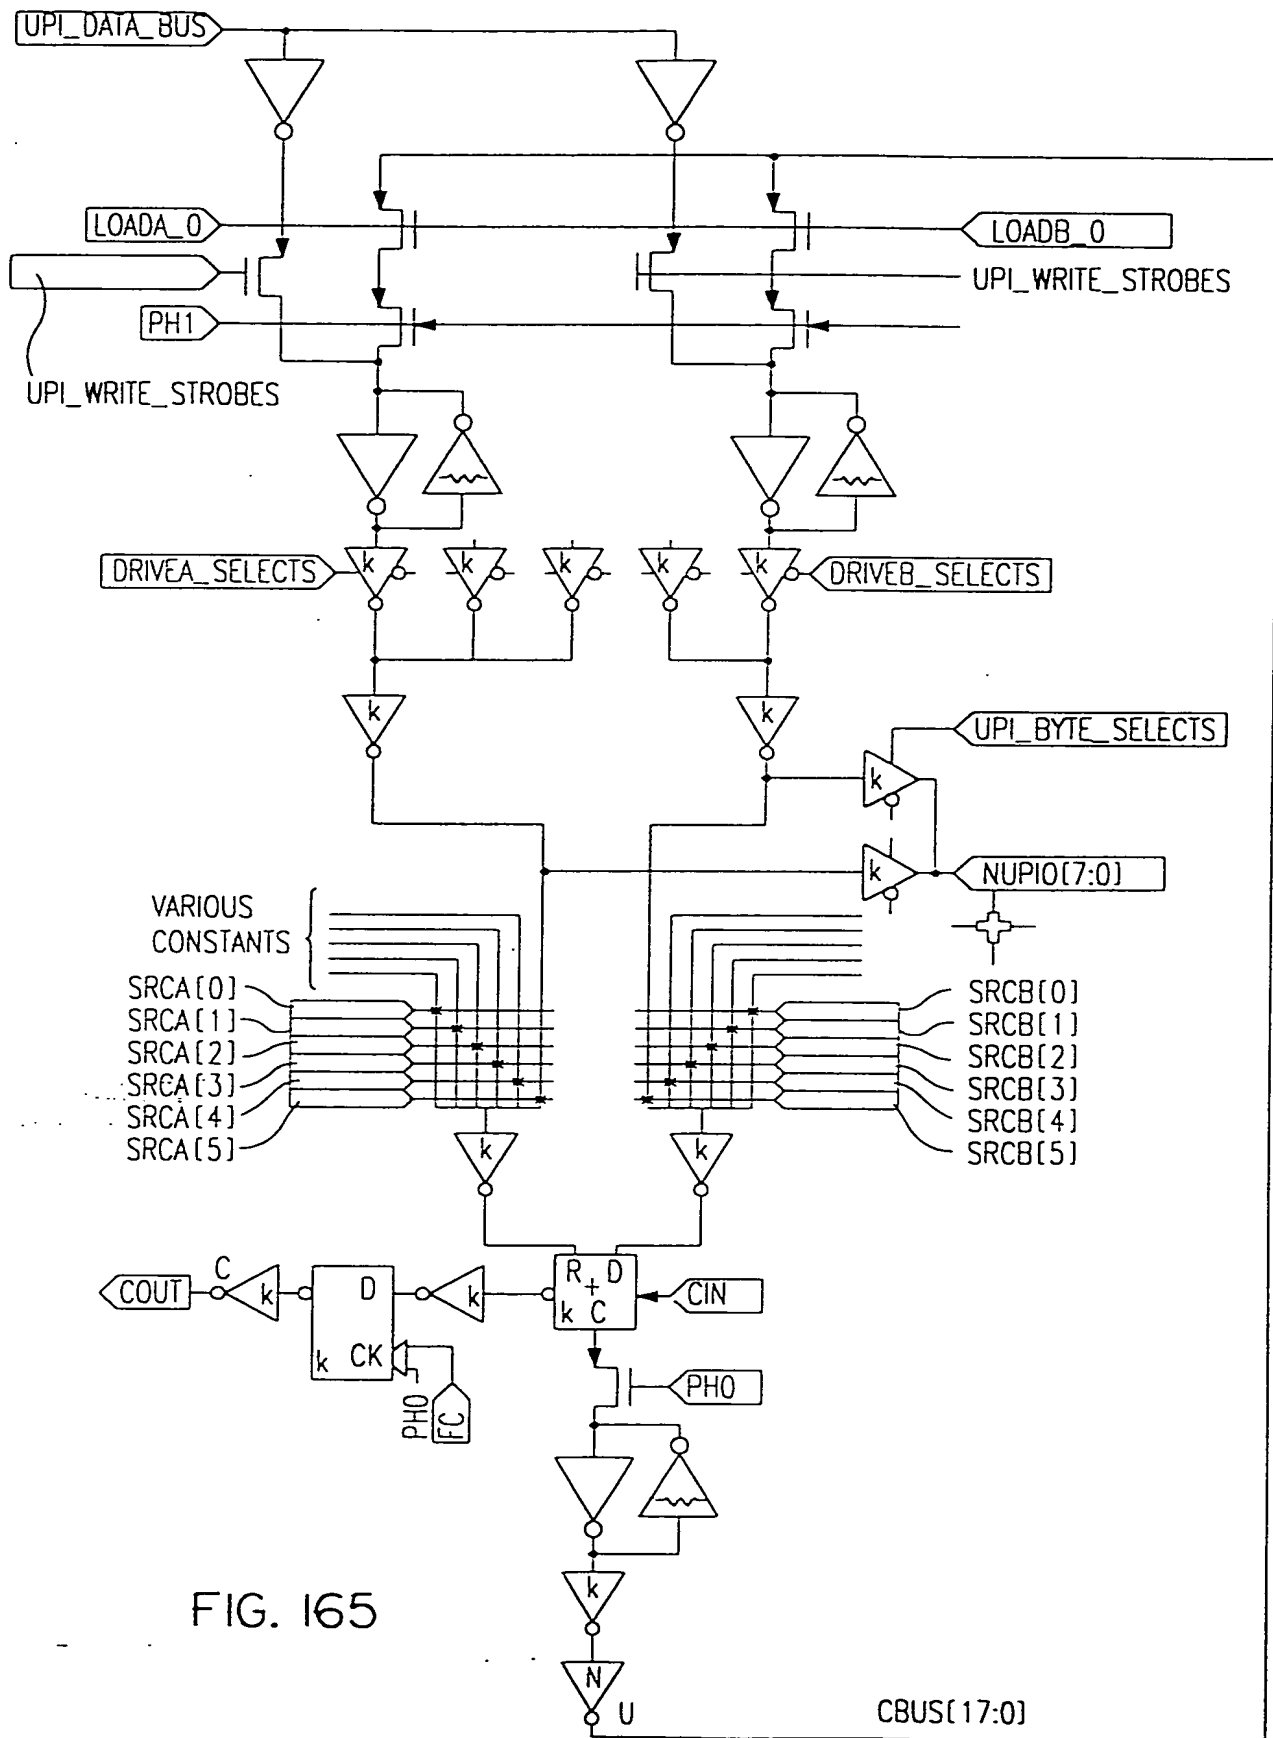 UPI_DATA_BUS
LOADA_0
LOADB_0
UPI_WRITE_STROBES
PH1
UPI_WRITE_STROBES
DRIVEA_SELECTS
k
k
k
k
k
DRIVEB_SELECTS
k
k
UPI_BYTE_SELECTS
k
k
NUPIO[7:0]
VARIOUS
CONSTANTS
SRCA[0]
SRCA[1]
SRCA[2]
SRCA[3]
SRCA[4]
SRCA[5]
SRCB[0]
SRCB[1]
SRCB[2]
SRCB[3]
SRCB[4]
SRCB[5]
k
k
COUT
C
k
D
k
CK
k
R + D
k C
CIN
PH0
FC
PH0
k
N
U
CBUS[17:0]
FIG. 165